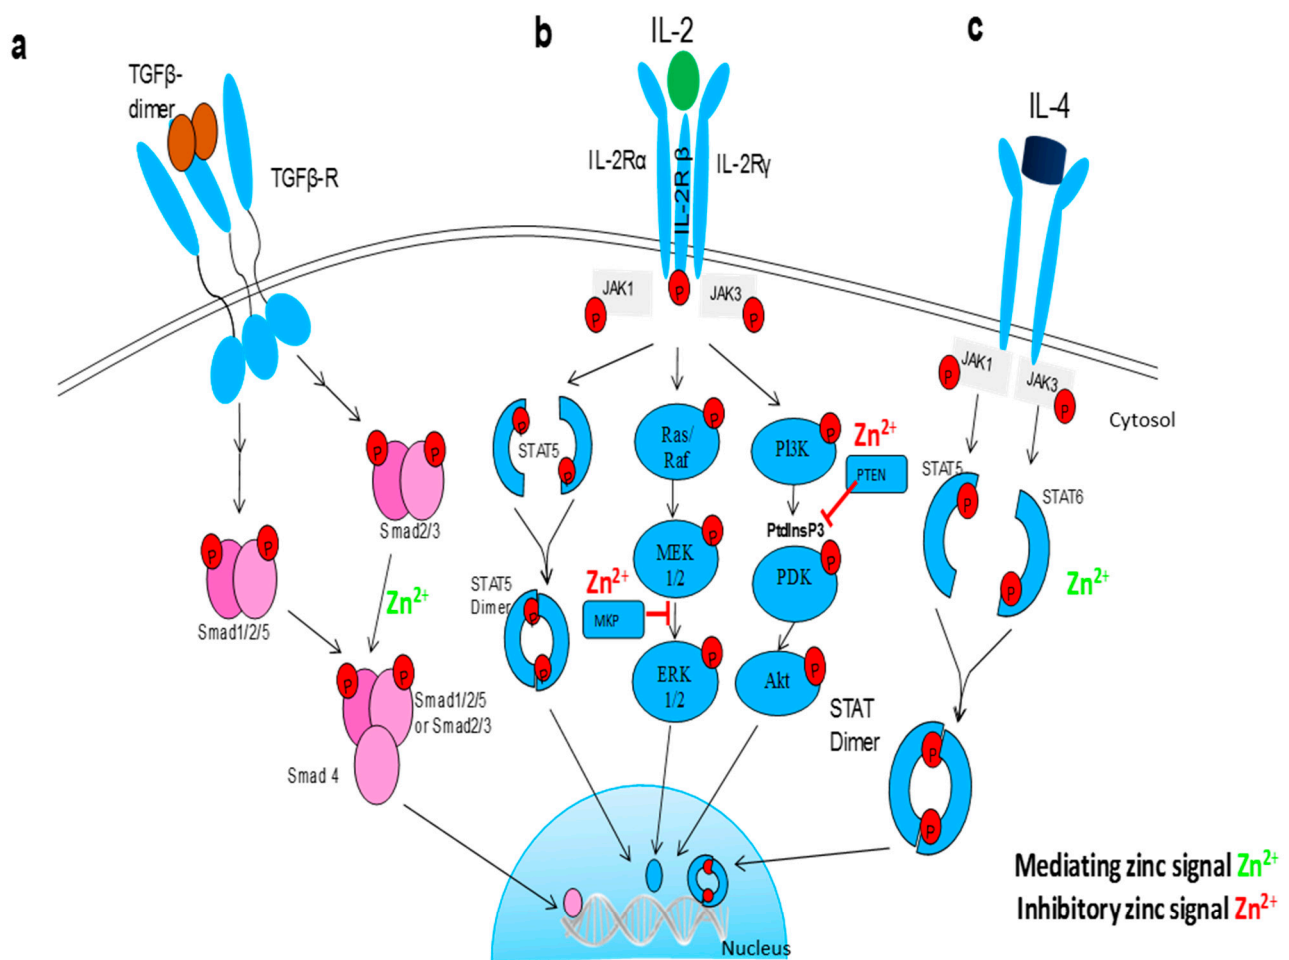 a
TGFβ-
dimer
TGFβ-R
P
P
Smad2/3
P
P
Smad1/2/5
Zn2+
P
P
Smad1/2/5
or Smad2/3
Smad 4
b
IL-2
IL-2Rα
IL-2R β
IL-2Rγ
JAK1
P
P
JAK3
P
P
STAT5
P
STAT5
Dimer
P
P
Ras/
Raf
P
MEK
1/2
P
Zn2+
MKP
ERK
1/2
P
PI3K
P
Zn2+
PTEN
PtdInsP3
PDK
P
Akt
P
c
IL-4
JAK1
P
JAK3
P
Cytosol
STAT5
P
STAT6
P
Zn2+
STAT
Dimer
P
P
Nucleus
Mediating zinc signal Zn2+
Inhibitory zinc signal Zn2+